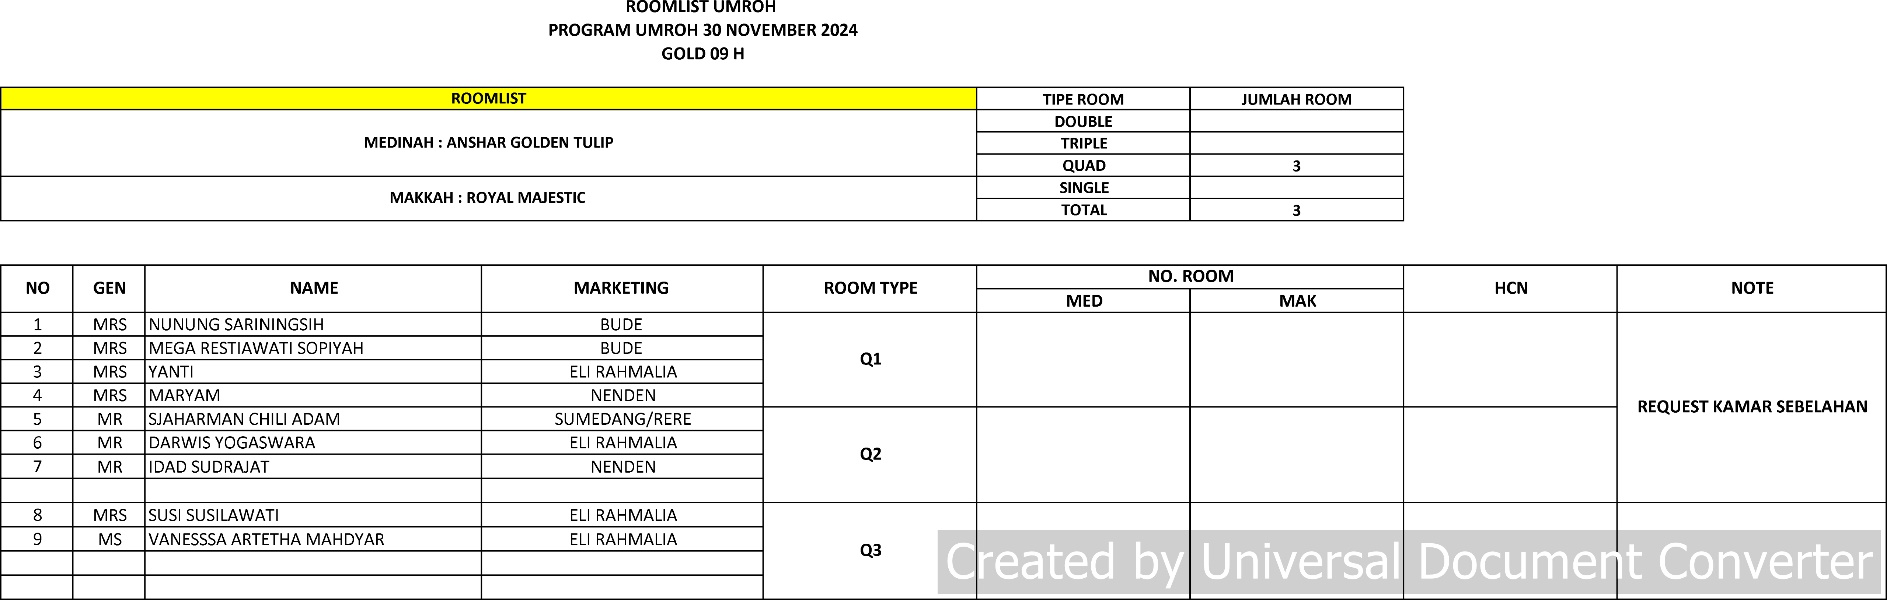 ROOMLIST UMROH
PROGRAM UMROH 30 NOVEMBER 2024
GOLD 09 H
ROOMLIST TIPE ROOM JUMLAH ROOM
DOUBLE
MEDINAH : ANSHAR GOLDEN TULIP TRIPLE
QUAD 3
MAKKAH : ROYAL MAJESTIC SINGLE
TOTAL 3
NO GEN NAME MARKETING ROOM TYPE NO. ROOM HCN NOTE
MED MAK
1 MRS NUNUNG SARININGSIH BUDE
2 MRS MEGA RESTIAWATI SOPIYAH BUDE
Q1
3 MRS YANTI ELI RAHMALIA
4 MRS MARYAM NENDEN
REQUEST KAMAR SEBELAHAN
5 MR SJAHARMAN CHILI ADAM SUMEDANG/RERE
6 MR DARWIS YOGASWARA ELI RAHMALIA
Q2
7 MR IDAD SUDRAJAT NENDEN
8 MRS SUSI SUSILAWATI ELI RAHMALIA
9 MS VANESSSA ARTETHA MAHDYAR ELI RAHMALIA
Q3
Created by Universal Document Converter